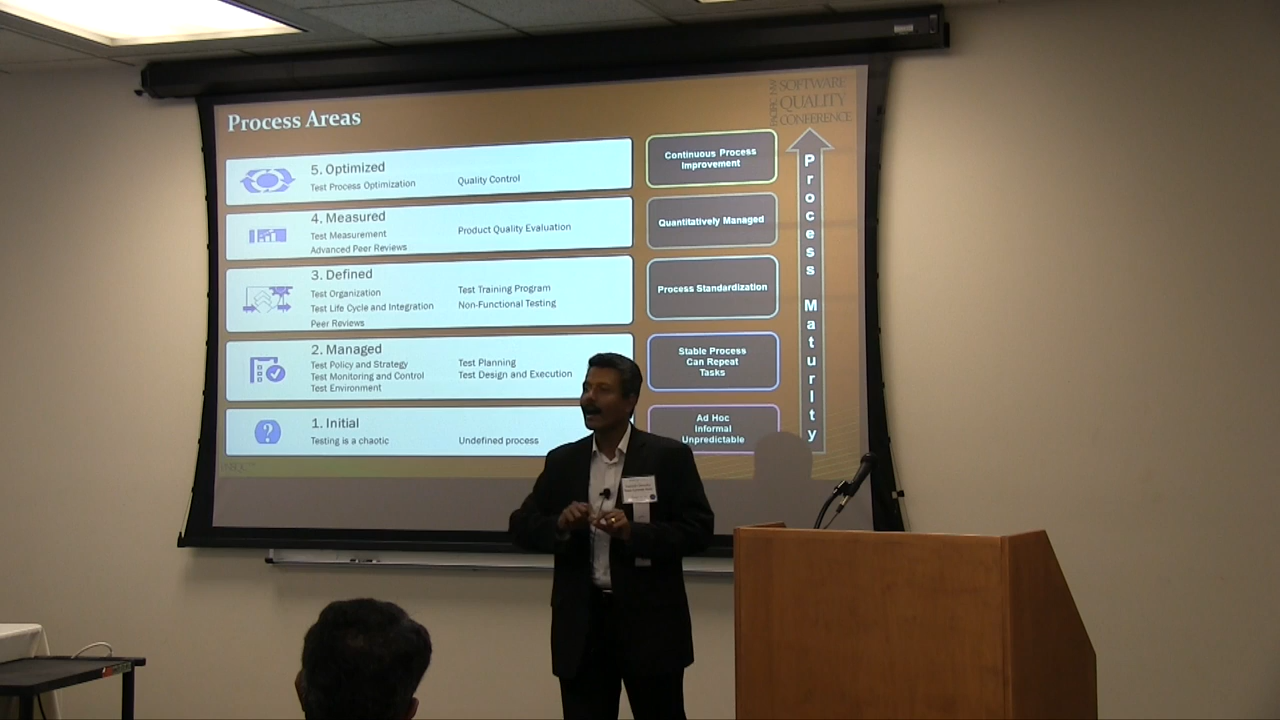 Process Areas
PACIFIC NW
SOFTWARE
QUALITY
CONFERENCE
5. Optimized
Test Process Optimization
Quality Control
Continuous Process
Improvement
4. Measured
Test Measurement
Advanced Peer Reviews
Product Quality Evaluation
Quantitatively Managed
3. Defined
Test Organization
Test Life Cycle and Integration
Peer Reviews
Test Training Program
Non-Functional Testing
Process Standardization
2. Managed
Test Policy and Strategy
Test Monitoring and Control
Test Environment
Test Planning
Test Design and Execution
Stable Process
Can Repeat
Tasks
?
1. Initial
Testing is a chaotic
Undefined process
Ad Hoc
Informal
Unpredictable
Process Maturity